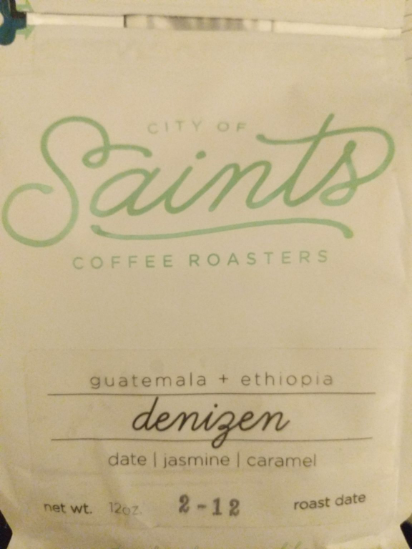 CITY OF
Saints
COFFEE ROASTERS
guatemala + ethiopia
denizen
date | jasmine | caramel
net wt. 12oz. 2-12 roast date